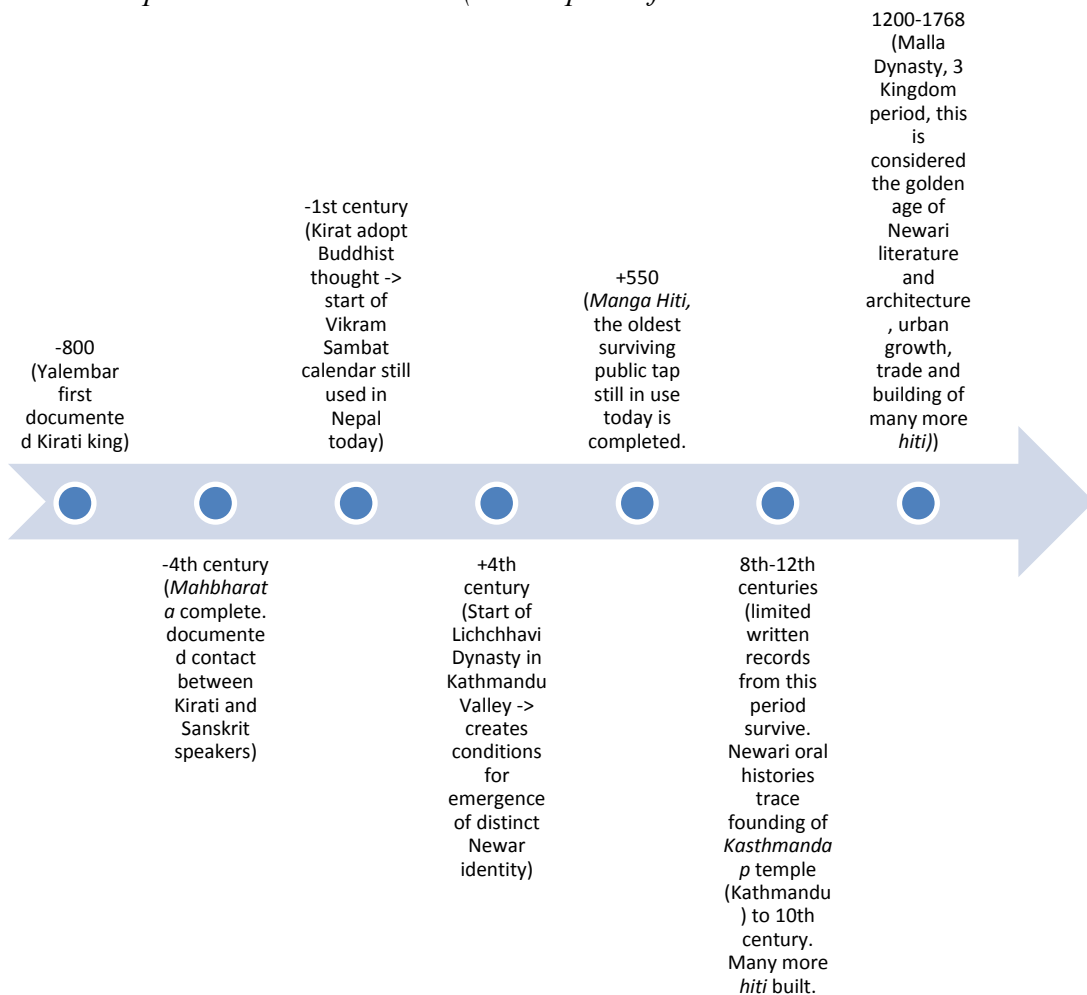 -800
(Yalembar
first
documente
d Kirati king)
-4th century
(Mahbharat
a complete.
documente
d contact
between
Kirati and
Sanskrit
speakers)
-1st century
(Kirat adopt
Buddhist
thought ->
start of
Vikram
Sambat
calendar still
used in
Nepal
today)
+4th
century
(Start of
Lichchhavi
Dynasty in
Kathmandu
Valley ->
creates
conditions
for
emergence
of distinct
Newar
identity)
+550
(Manga Hiti,
the oldest
surviving
public tap
still in use
today is
completed.
8th-12th
centuries
(limited
written
records
from this
period
survive.
Newari oral
histories
trace
founding of
Kasthmanda
p temple
(Kathmandu
) to 10th
century.
Many more
hiti built.
1200-1768
(Malla
Dynasty, 3
Kingdom
period, this
is
considered
the golden
age of
Newari
literature
and
architecture
, urban
growth,
trade and
building of
many more
hiti))